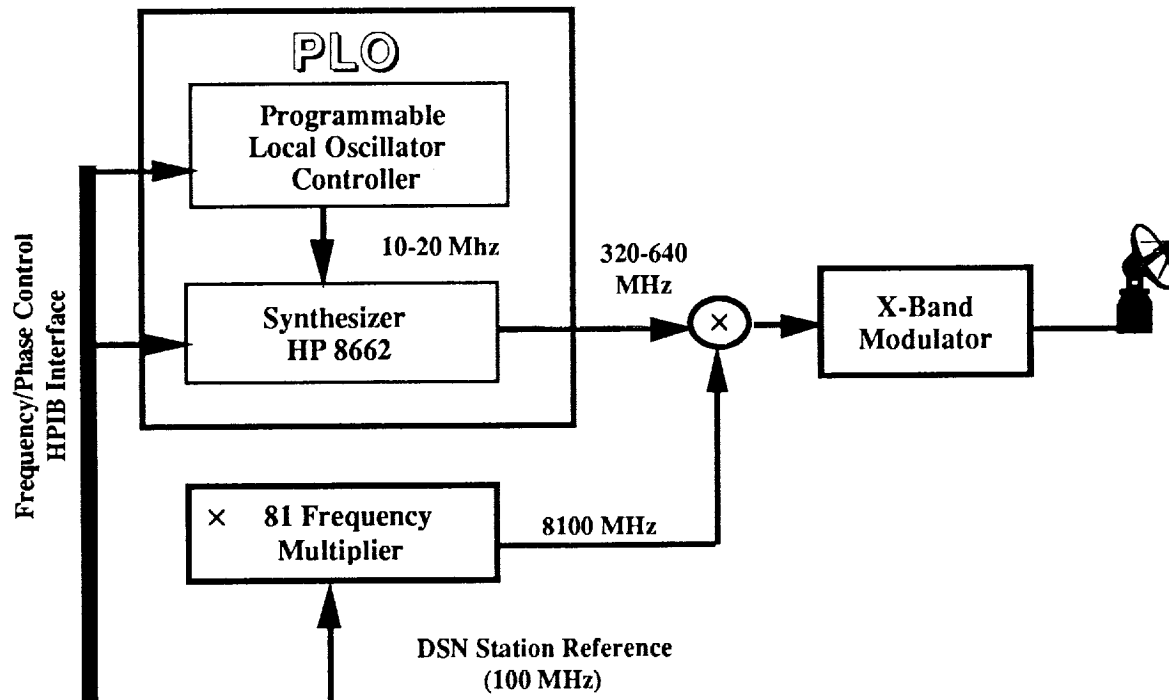 PLO
Programmable
Local Oscillator
Controller
10-20 Mhz
320-640
MHz
Synthesizer
HP 8662
×
X-Band
Modulator
Frequency/Phase Control
HPIB Interface
× 81 Frequency
Multiplier
8100 MHz
DSN Station Reference
(100 MHz)